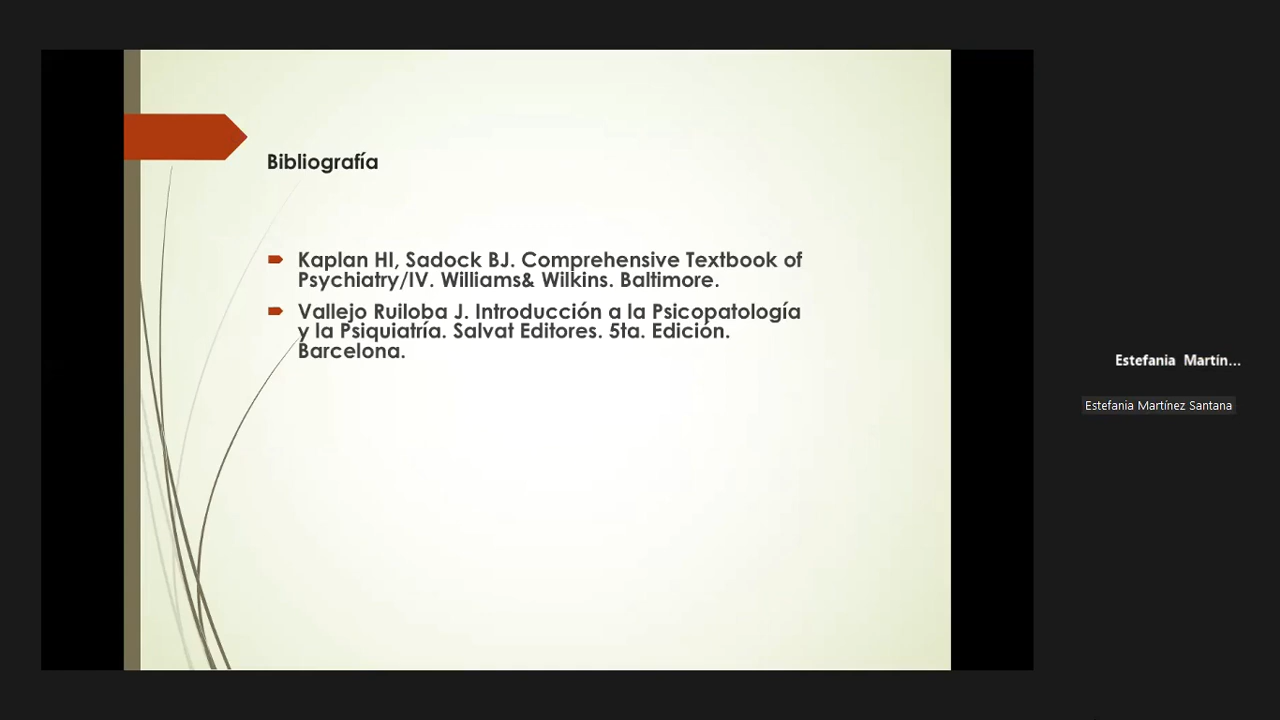 Bibliografía
Kaplan HI, Sadock BJ. Comprehensive Textbook of
Psychiatry/IV. Williams& Wilkins. Baltimore.
Vallejo Ruiloba J. Introducción a la Psicopatología
y la Psiquiatría. Salvat Editores. 5ta. Edición.
Barcelona.
Estefania Martín...
Estefania Martínez Santana